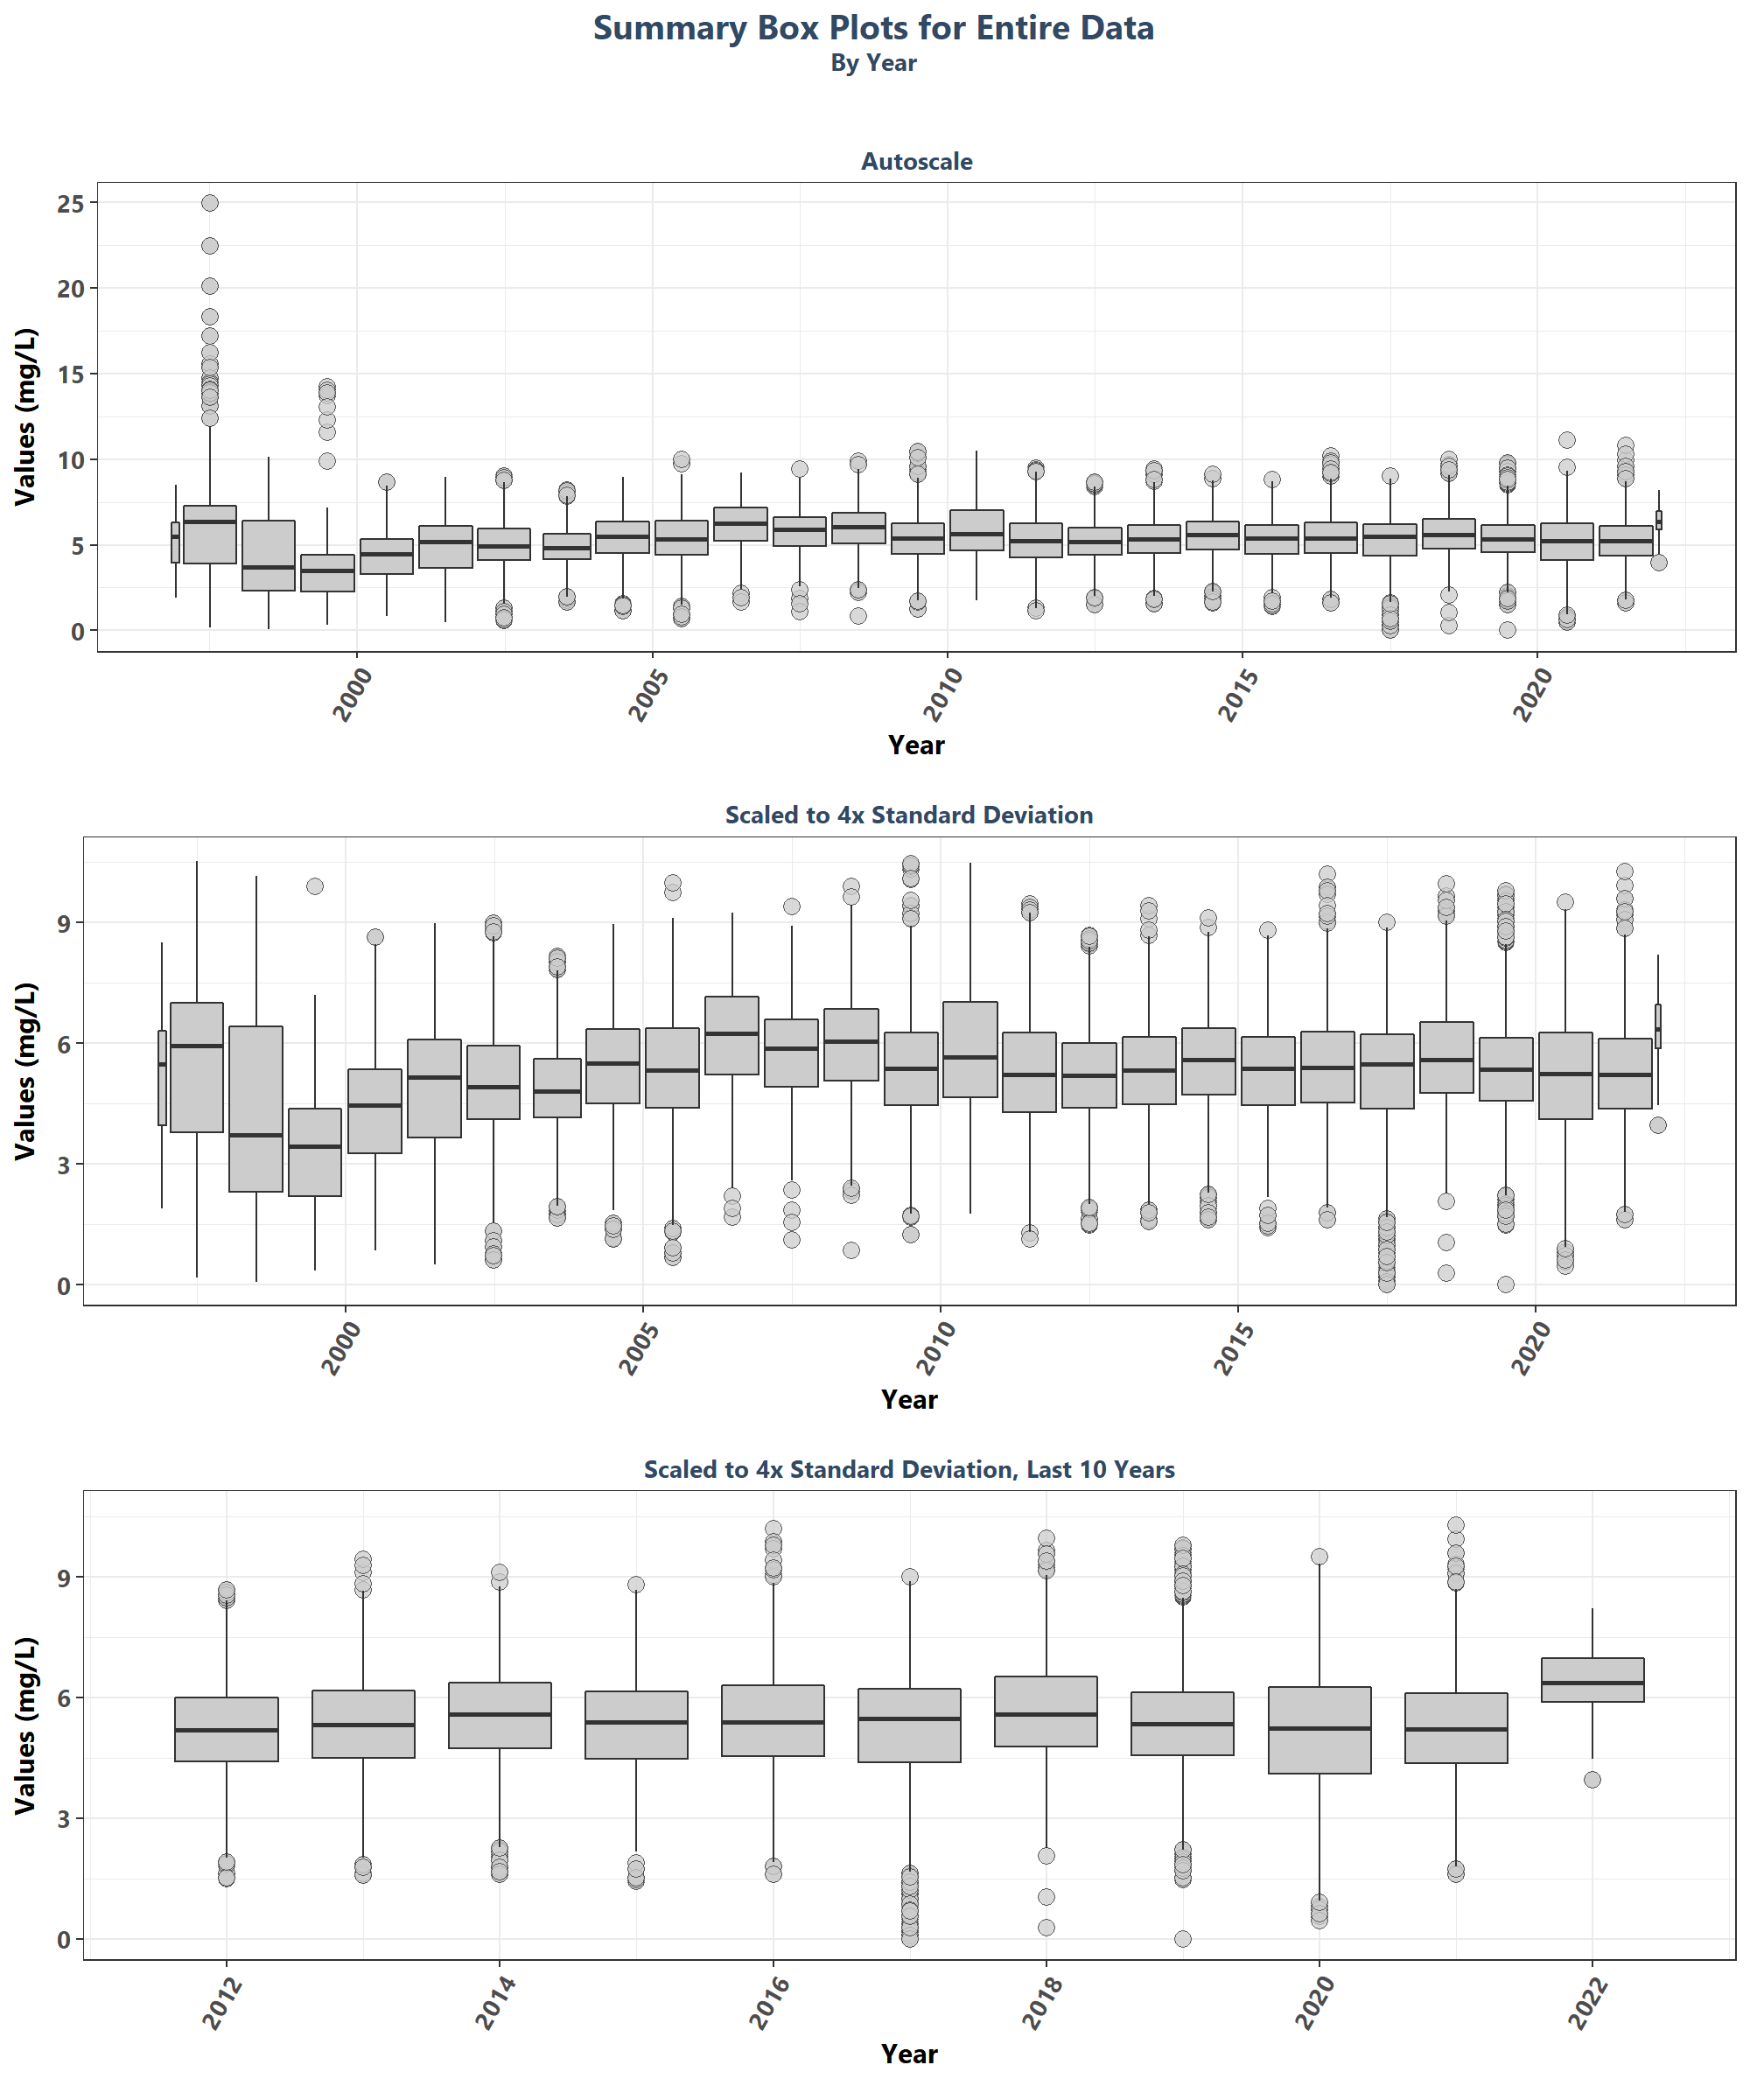 Summary Box Plots for Entire Data
By Year
Autoscale
Values (mg/L)
25
20
15
10
5
0
2000
2005
2010
2015
2020
Year
Scaled to 4x Standard Deviation
Values (mg/L)
9
6
3
0
2000
2005
2010
2015
2020
Year
Scaled to 4x Standard Deviation, Last 10 Years
Values (mg/L)
9
6
3
0
2012
2014
2016
2018
2020
2022
Year